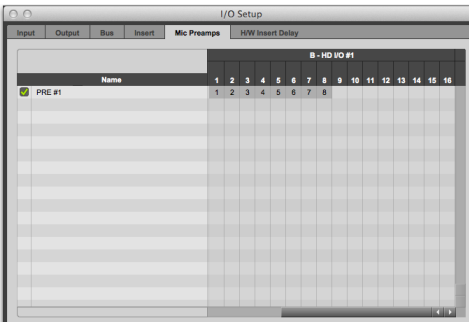 I/O Setup
Input Output Bus Insert Mic Preamps H/W Insert Delay
B - HD I/O #1
Name 1 2 3 4 5 6 7 8 9 10 11 12 13 14 15 16
PRE #1 1 2 3 4 5 6 7 8